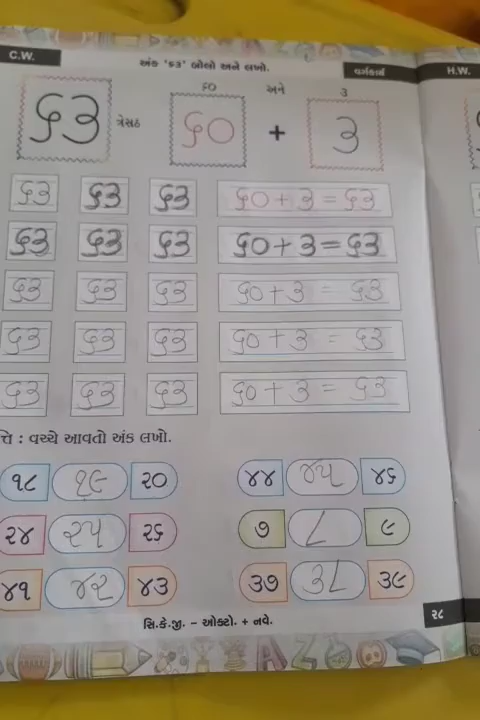 C.W.
અંક '૬૩' બોલો અને લખો.
વર્ગકાર્ય
H.W.
૬૩ ત્રેસઠ
૬૦ અને ૩
૬૦ + ૩
૬૩ ૬૩ ૬૩ ૬૦ + ૩ = ૬૩
૬૩ ૬૩ ૬૩ ૬૦ + ૩ = ૬૩
૬૩ ૬૩ ૬૩ ૬૦ + ૩ = ૬૩
૬૩ ૬૩ ૬૩ ૬૦ + ૩ = ૬૩
૬૩ ૬૩ ૬૩ ૬૦ + ૩ = ૬૩
ત્તિ : વચ્ચે આવતો અંક લખો.
૧૮ ૧૯ ૨૦ ૪૪ ૪૫ ૪૬
૨૪ ૨૫ ૨૬ ૭ ૮ ૯
૪૧ ૪૨ ૪૩ ૩૭ ૩૮ ૩૯
સિ.કે.જી. - ઓક્ટો. + નવે.
૨૮